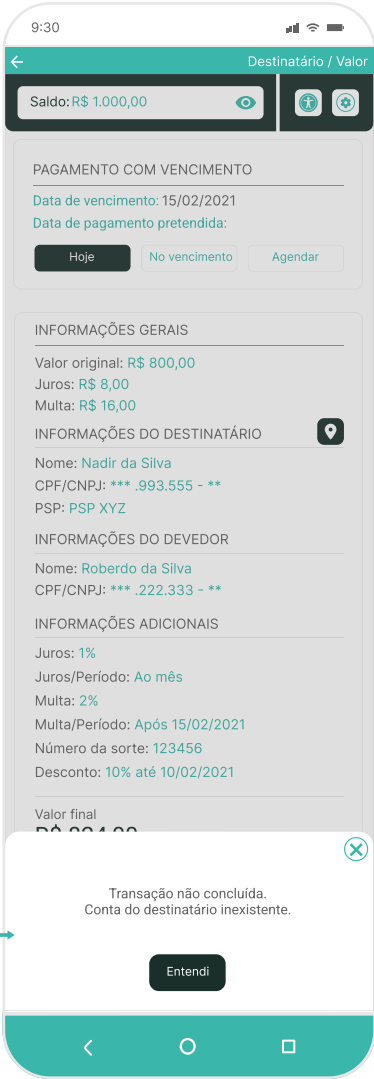 9:30
Destinatário / Valor
Saldo: R$ 1.000,00
PAGAMENTO COM VENCIMENTO
Data de vencimento: 15/02/2021
Data de pagamento pretendida:
Hoje No vencimento Agendar
INFORMAÇÕES GERAIS
Valor original: R$ 800,00
Juros: R$ 8,00
Multa: R$ 16,00
INFORMAÇÕES DO DESTINATÁRIO
Nome: Nadir da Silva
CPF/CNPJ: *** .993.555 - **
PSP: PSP XYZ
INFORMAÇÕES DO DEVEDOR
Nome: Roberdo da Silva
CPF/CNPJ: *** .222.333 - **
INFORMAÇÕES ADICIONAIS
Juros: 1%
Juros/Período: Ao mês
Multa: 2%
Multa/Período: Após 15/02/2021
Número da sorte: 123456
Desconto: 10% até 10/02/2021
Valor final
Transação não concluída.
Conta do destinatário inexistente.
Entendi